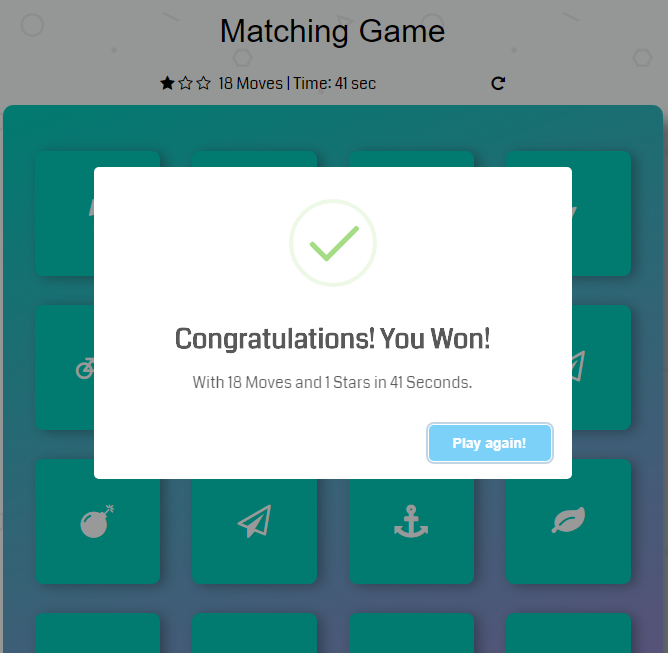 Matching Game
18 Moves | Time: 41 sec
Congratulations! You Won!
With 18 Moves and 1 Stars in 41 Seconds.
Play again!